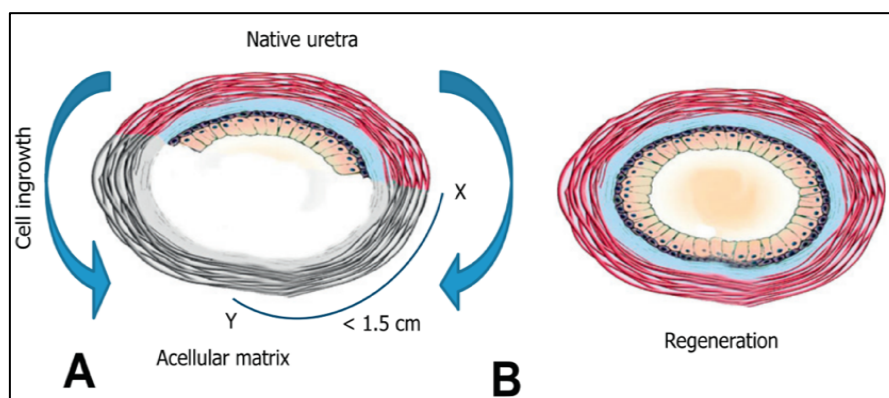 Native uretra
Cell ingrowth
X
Y
< 1.5 cm
A
Acellular matrix
B
Regeneration